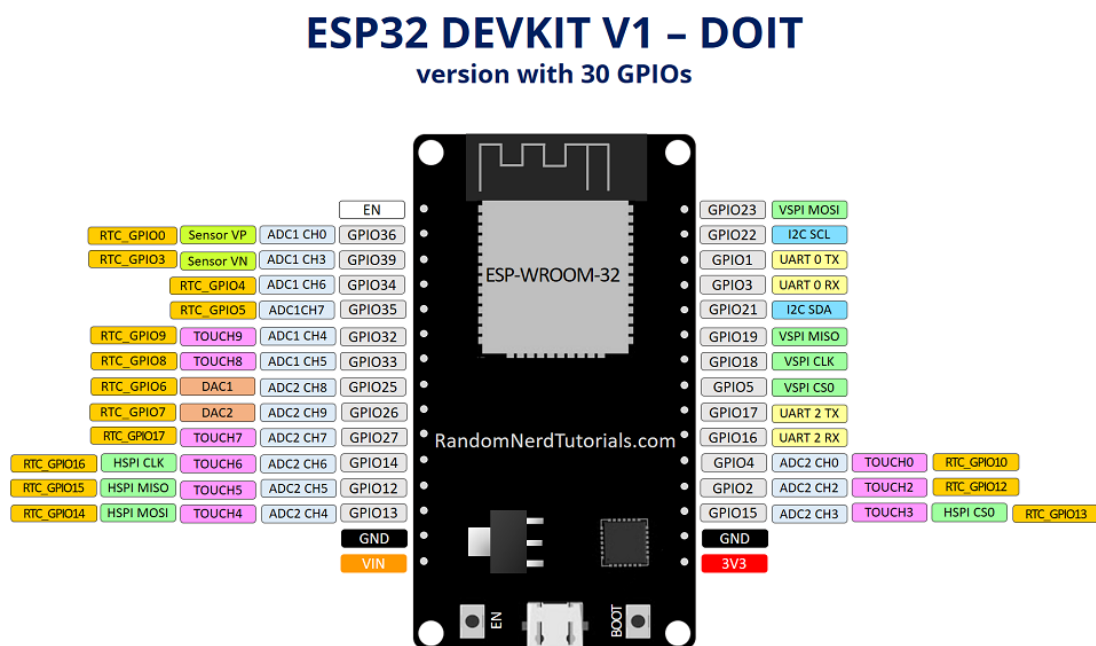 ESP32 DEVKIT V1 – DOIT
version with 30 GPIOs
ESP-WROOM-32
RandomNerdTutorials.com
EN GPIO23 VSPI MOSI
RTC_GPIO0 Sensor VP ADC1 CH0 GPIO36 GPIO22 I2C SCL
RTC_GPIO3 Sensor VN ADC1 CH3 GPIO39 GPIO1 UART 0 TX
RTC_GPIO4 ADC1 CH6 GPIO34 GPIO3 UART 0 RX
RTC_GPIO5 ADC1CH7 GPIO35 GPIO21 I2C SDA
RTC_GPIO9 TOUCH9 ADC1 CH4 GPIO32 GPIO19 VSPI MISO
RTC_GPIO8 TOUCH8 ADC1 CH5 GPIO33 GPIO18 VSPI CLK
RTC_GPIO6 DAC1 ADC2 CH8 GPIO25 GPIO5 VSPI CS0
RTC_GPIO7 DAC2 ADC2 CH9 GPIO26 GPIO17 UART 2 TX
RTC_GPIO17 TOUCH7 ADC2 CH7 GPIO27 GPIO16 UART 2 RX
RTC_GPIO16 HSPI CLK TOUCH6 ADC2 CH6 GPIO14 GPIO4 ADC2 CH0 TOUCH0 RTC_GPIO10
RTC_GPIO15 HSPI MISO TOUCH5 ADC2 CH5 GPIO12 GPIO2 ADC2 CH2 TOUCH2 RTC_GPIO12
RTC_GPIO14 HSPI MOSI TOUCH4 ADC2 CH4 GPIO13 GPIO15 ADC2 CH3 TOUCH3 HSPI CS0 RTC_GPIO13
GND GND
VIN 3V3
EN BOOT